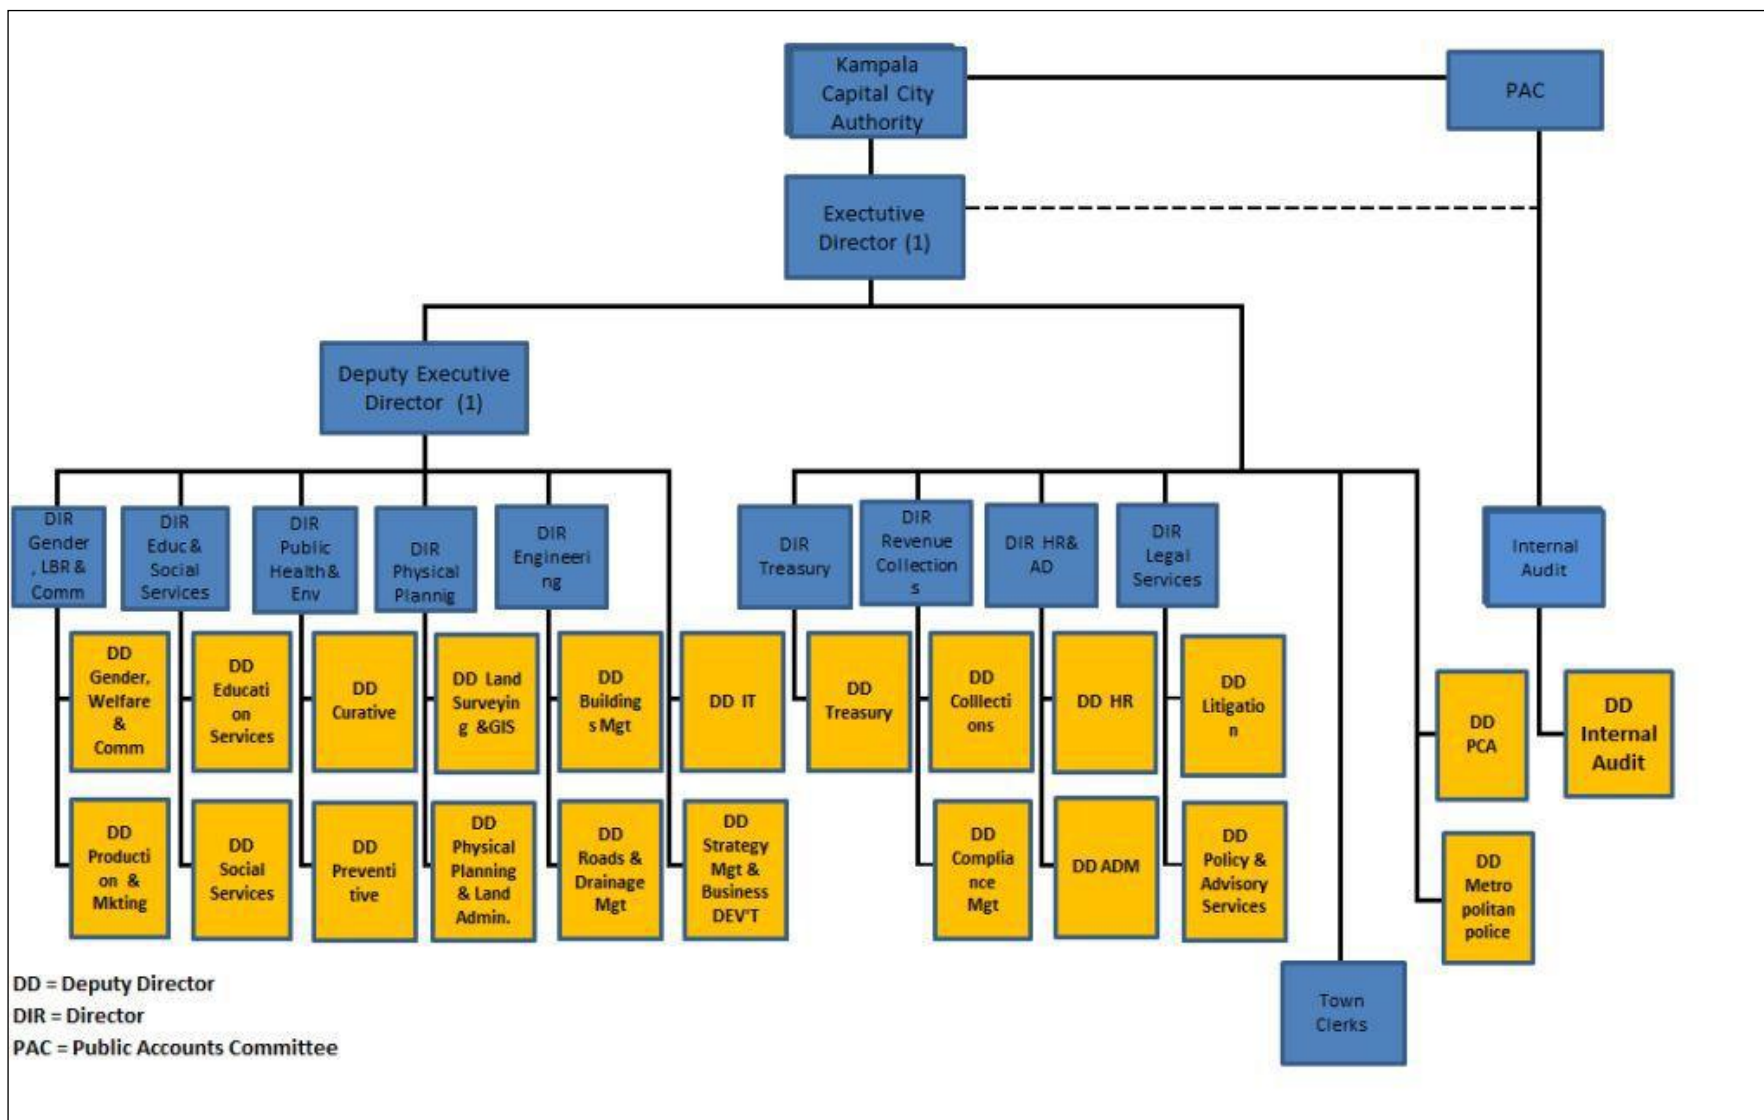 Kampala
Capital City
Authority
PAC
Exectutive
Director (1)
Deputy Executive
Director (1)
DIR
Gender
, LBR &
Comm
DIR
Educ &
Social
Services
DIR
Public
Health &
Env
DIR
Physical
Plannig
DIR
Engineeri
ng
DIR
Treasury
DIR
Revenue
Collection
s
DIR HR&
AD
DIR
Legal
Services
Internal
Audit
DD
Gender,
Welfare
&
Comm
DD
Educati
on
Services
DD
Curative
DD Land
Surveyin
g &GIS
DD
Building
s Mgt
DD IT
DD
Treasury
DD
Colllecti
ons
DD HR
DD
Litigatio
n
DD
PCA
DD
Internal
Audit
DD
Producti
on &
Mkting
DD
Social
Services
DD
Preventi
tive
DD
Physical
Planning
& Land
Admin.
DD
Roads &
Drainage
Mgt
DD
Strategy
Mgt &
Business
DEV'T
DD
Complia
nce
Mgt
DD ADM
DD
Policy &
Advisory
Services
DD
Metro
politan
police
Town
Clerks
DD = Deputy Director
DIR = Director
PAC = Public Accounts Committee